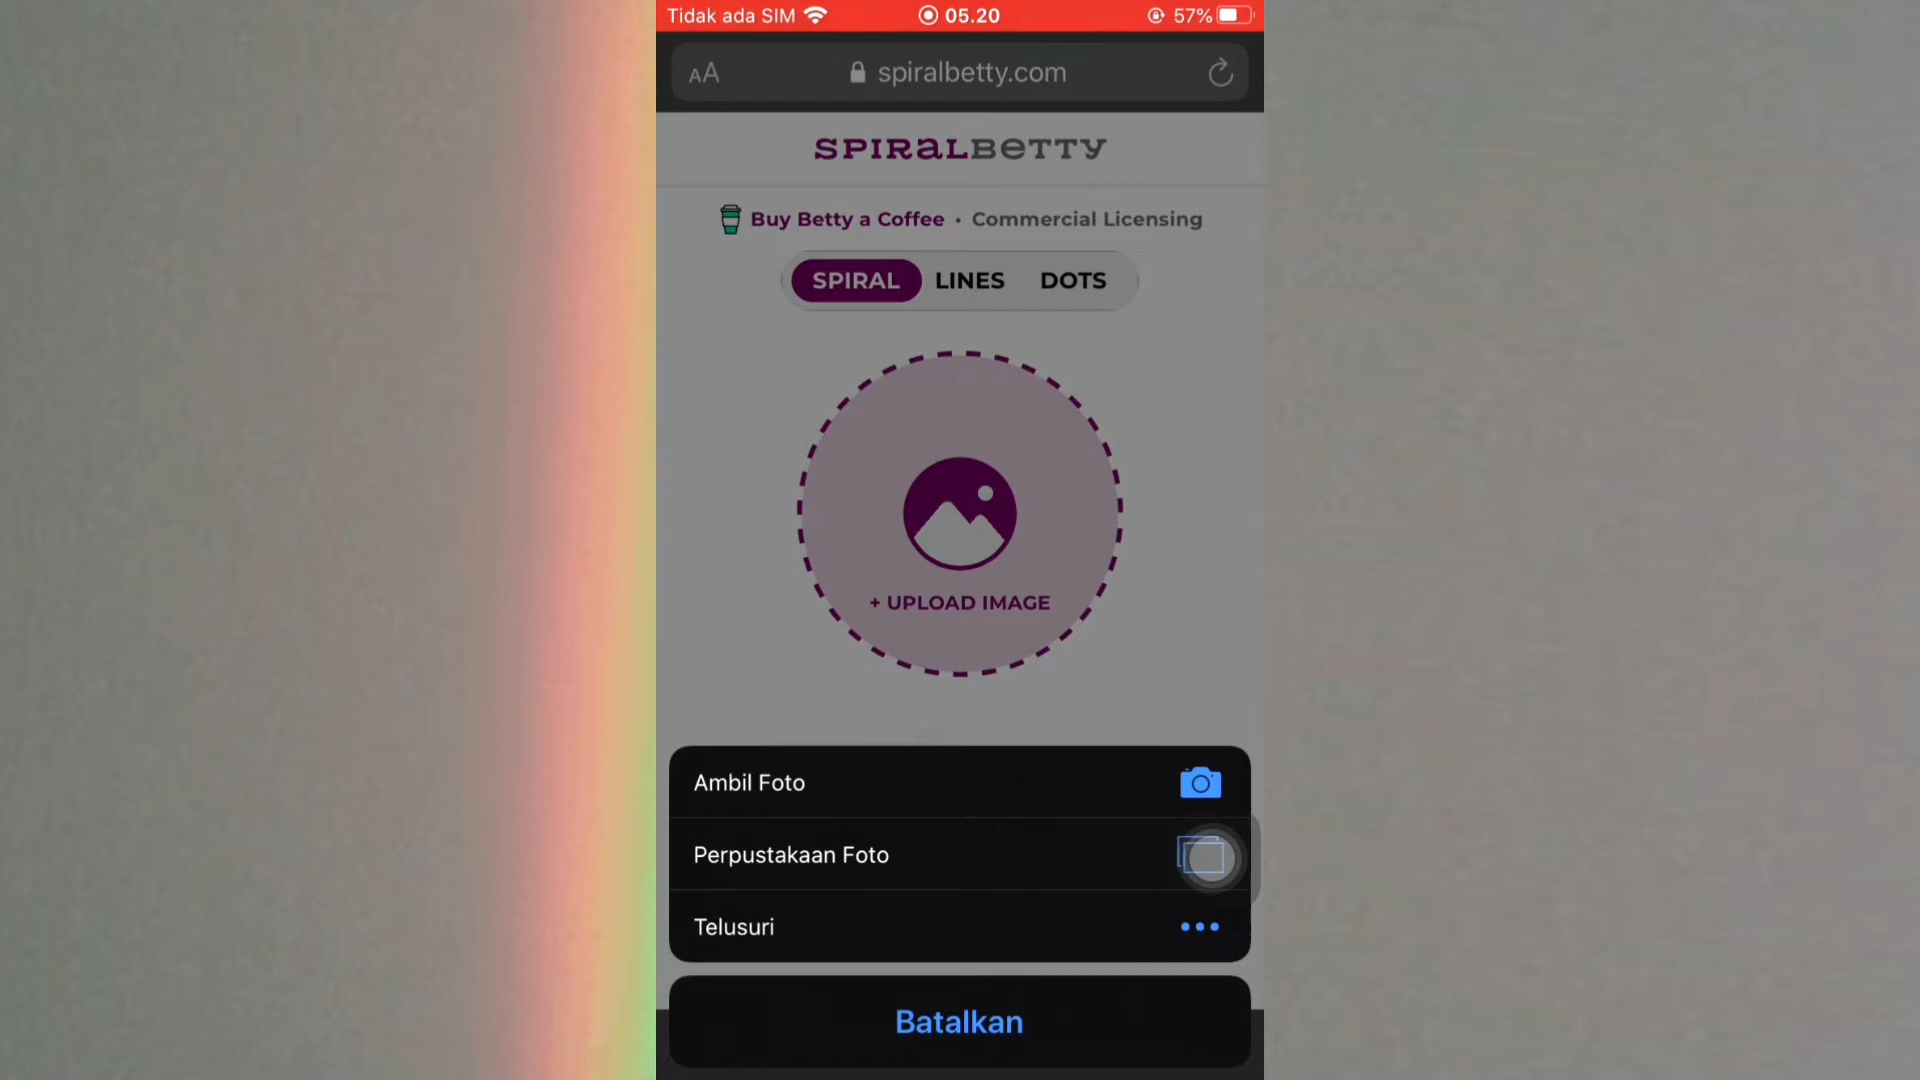 Tidak ada SIM 05.20 57%
AA spiralbetty.com
SPIRALBETTY
Buy Betty a Coffee • Commercial Licensing
SPIRAL LINES DOTS
+ UPLOAD IMAGE
Ambil Foto
Perpustakaan Foto
Telusuri
Batalkan